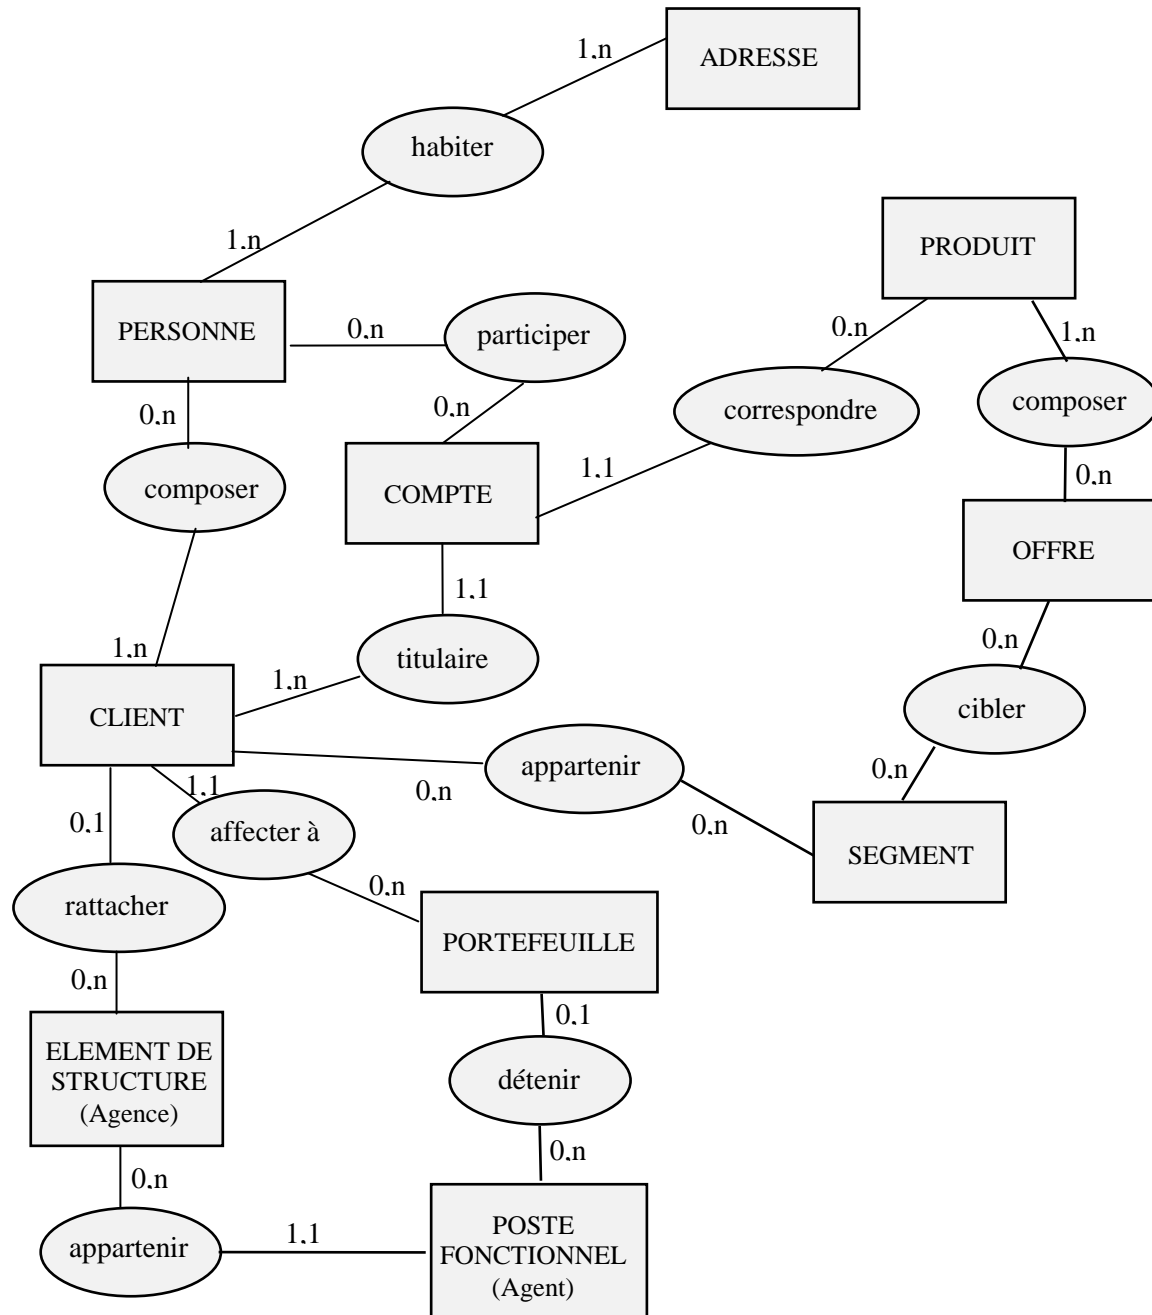 ADRESSE
1,n
habiter
1,n
PRODUIT
PERSONNE
0,n
participer
0,n
1,n
0,n
0,n
correspondre
composer
composer
COMPTE
1,1
0,n
OFFRE
1,1
1,n
titulaire
0,n
1,n
CLIENT
cibler
appartenir
0,n
0,n
1,1
0,1
affecter à
0,n
SEGMENT
0,n
rattacher
PORTEFEUILLE
0,n
0,1
ELEMENT DE
STRUCTURE
(Agence)
détenir
0,n
0,n
appartenir
1,1
POSTE
FONCTIONNEL
(Agent)